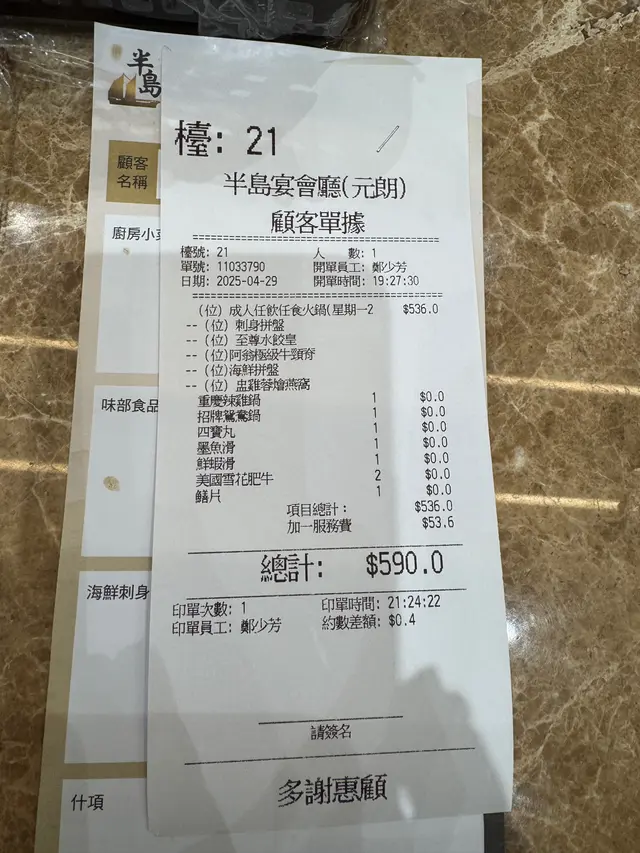 半島
顧客
名稱
廚房小
味部食品
海鮮刺身
什項
檯: 21
半島宴會廳(元朗)
顧客單據
檯號: 21 人 數: 1
單號: 11033790 開單員工: 鄭少芳
日期: 2025-04-29 開單時間: 19:27:30
(位) 成人任飲任食火鍋(星期一2 $536.0
--(位) 刺身拼盤
--(位) 至尊水餃皇
--(位)阿翁極級牛頸脊
--(位)海鮮拼盤
--(位) 盅雞蓉燴燕窩
重慶辣雞鍋 1 $0.0
招牌鴛鴦鍋 1 $0.0
四寶丸 1 $0.0
墨魚滑 1 $0.0
鮮蝦滑 1 $0.0
美國雪花肥牛 2 $0.0
鱔片 1 $0.0
項目總計: $536.0
加一服務費 $53.6
總計: $590.0
印單次數: 1 印單時間: 21:24:22
印單員工: 鄭少芳 約數差額: $0.4
請簽名
多謝惠顧